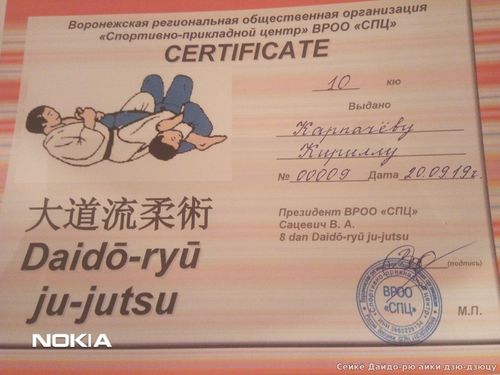 Воронежская региональная общественная организация
«Спортивно-прикладной центр» ВРОО «СПЦ»
CERTIFICATE
10 кю
Выдано
Карпачёву
Кириллу
№ 00009 Дата 20.09.19г.
大道流柔術
Daidō-ryū
ju-jutsu
Президент ВРОО «СПЦ»
Сацевич В. А.
8 dan Daidō-ryū ju-jutsu
(подпись)
ВРОО
«СПЦ»
М.П.
NOKIA
Сейке Дайдо-рю айки дзю-дзюцу